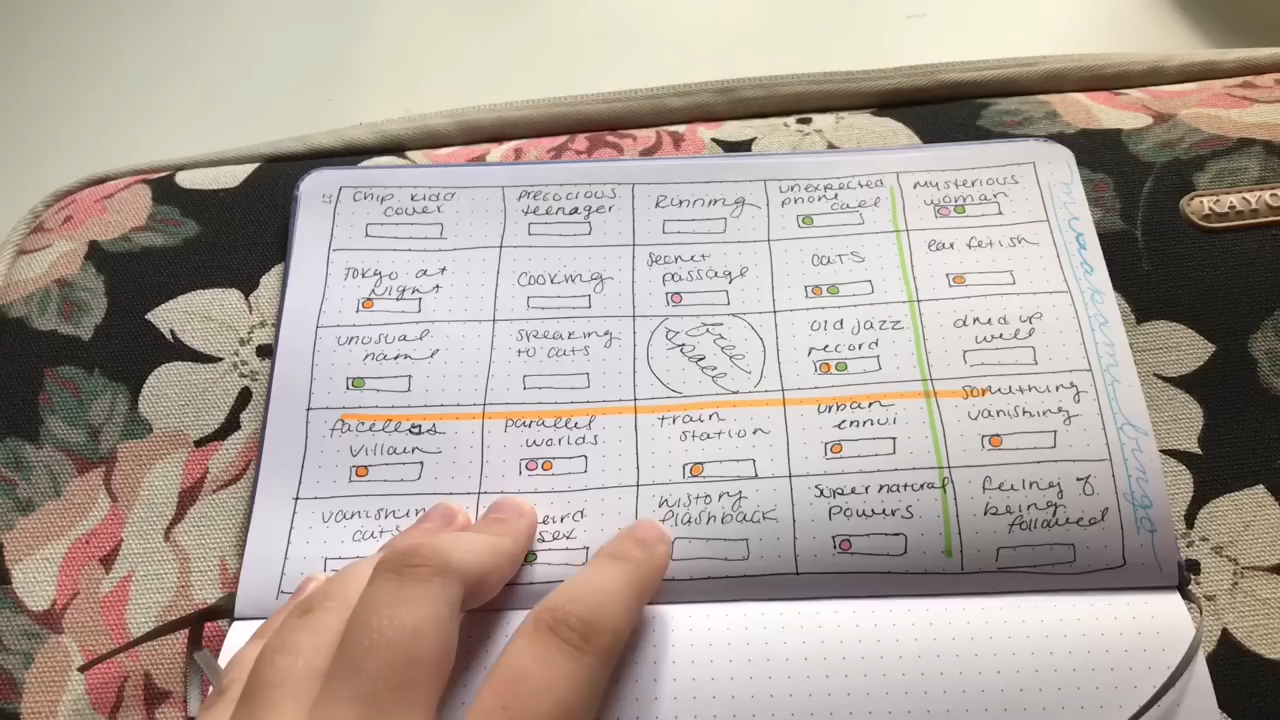 Chip Kidd
cover
Precocious
teenager
Running
unexpected
phone
call
Mysterious
woman
Tokyo at
night
Cooking
secret
passage
cats
ear fetish
unusual
name
speaking
to cats
free
space
old jazz
record
dried up
well
faceless
villain
parallel
worlds
train
station
urban
ennui
something
vanishing
vanishing
cats
weird
sex
history
flashback
super natural
powers
feeling of
being
followed
murakami bingo
KAYO